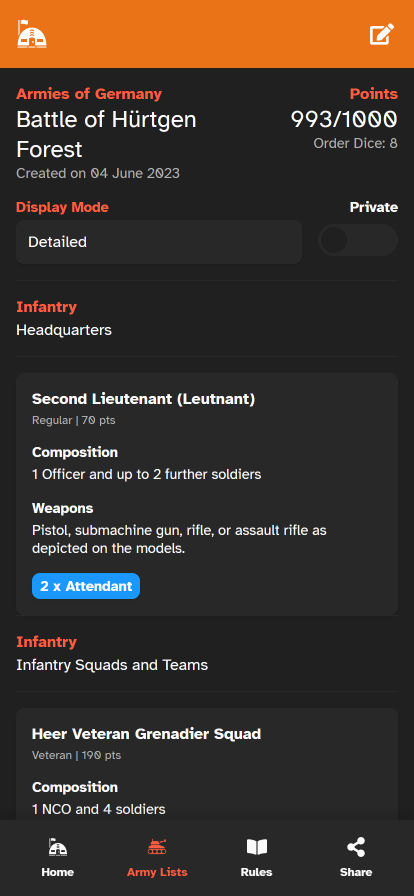 Armies of Germany
Points
Battle of Hürtgen
Forest
993/1000
Order Dice: 8
Created on 04 June 2023
Display Mode
Private
Detailed
Infantry
Headquarters
Second Lieutenant (Leutnant)
Regular | 70 pts
Composition
1 Officer and up to 2 further soldiers
Weapons
Pistol, submachine gun, rifle, or assault rifle as
depicted on the models.
2 x Attendant
Infantry
Infantry Squads and Teams
Heer Veteran Grenadier Squad
Veteran | 190 pts
Composition
1 NCO and 4 soldiers
Home
Army Lists
Rules
Share